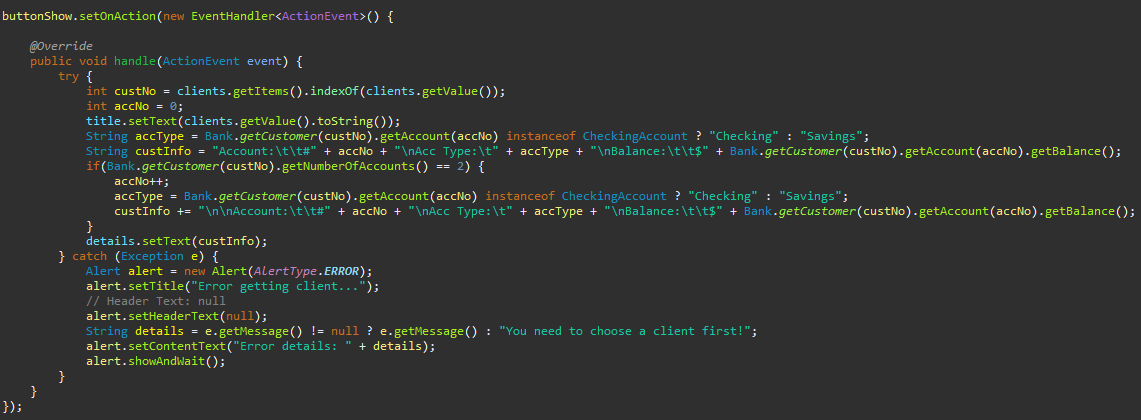 buttonShow.setOnAction(new EventHandler<ActionEvent>() {
@Override
public void handle(ActionEvent event) {
try {
int custNo = clients.getItems().indexOf(clients.getValue());
int accNo = 0;
title.setText(clients.getValue().toString());
String accType = Bank.getCustomer(custNo).getAccount(accNo) instanceof CheckingAccount ? "Checking" : "Savings";
String custInfo = "Account:\t\t#" + accNo + "\nAcc Type:\t" + accType + "\nBalance:\t\t$" + Bank.getCustomer(custNo).getAccount(accNo).getBalance();
if(Bank.getCustomer(custNo).getNumberOfAccounts() == 2) {
accNo++;
accType = Bank.getCustomer(custNo).getAccount(accNo) instanceof CheckingAccount ? "Checking" : "Savings";
custInfo += "\n\nAccount:\t\t#" + accNo + "\nAcc Type:\t" + accType + "\nBalance:\t\t$" + Bank.getCustomer(custNo).getAccount(accNo).getBalance();
}
details.setText(custInfo);
} catch (Exception e) {
Alert alert = new Alert(AlertType.ERROR);
alert.setTitle("Error getting client...");
// Header Text: null
alert.setHeaderText(null);
String details = e.getMessage() != null ? e.getMessage() : "You need to choose a client first!";
alert.setContentText("Error details: " + details);
alert.showAndWait();
}
}
});